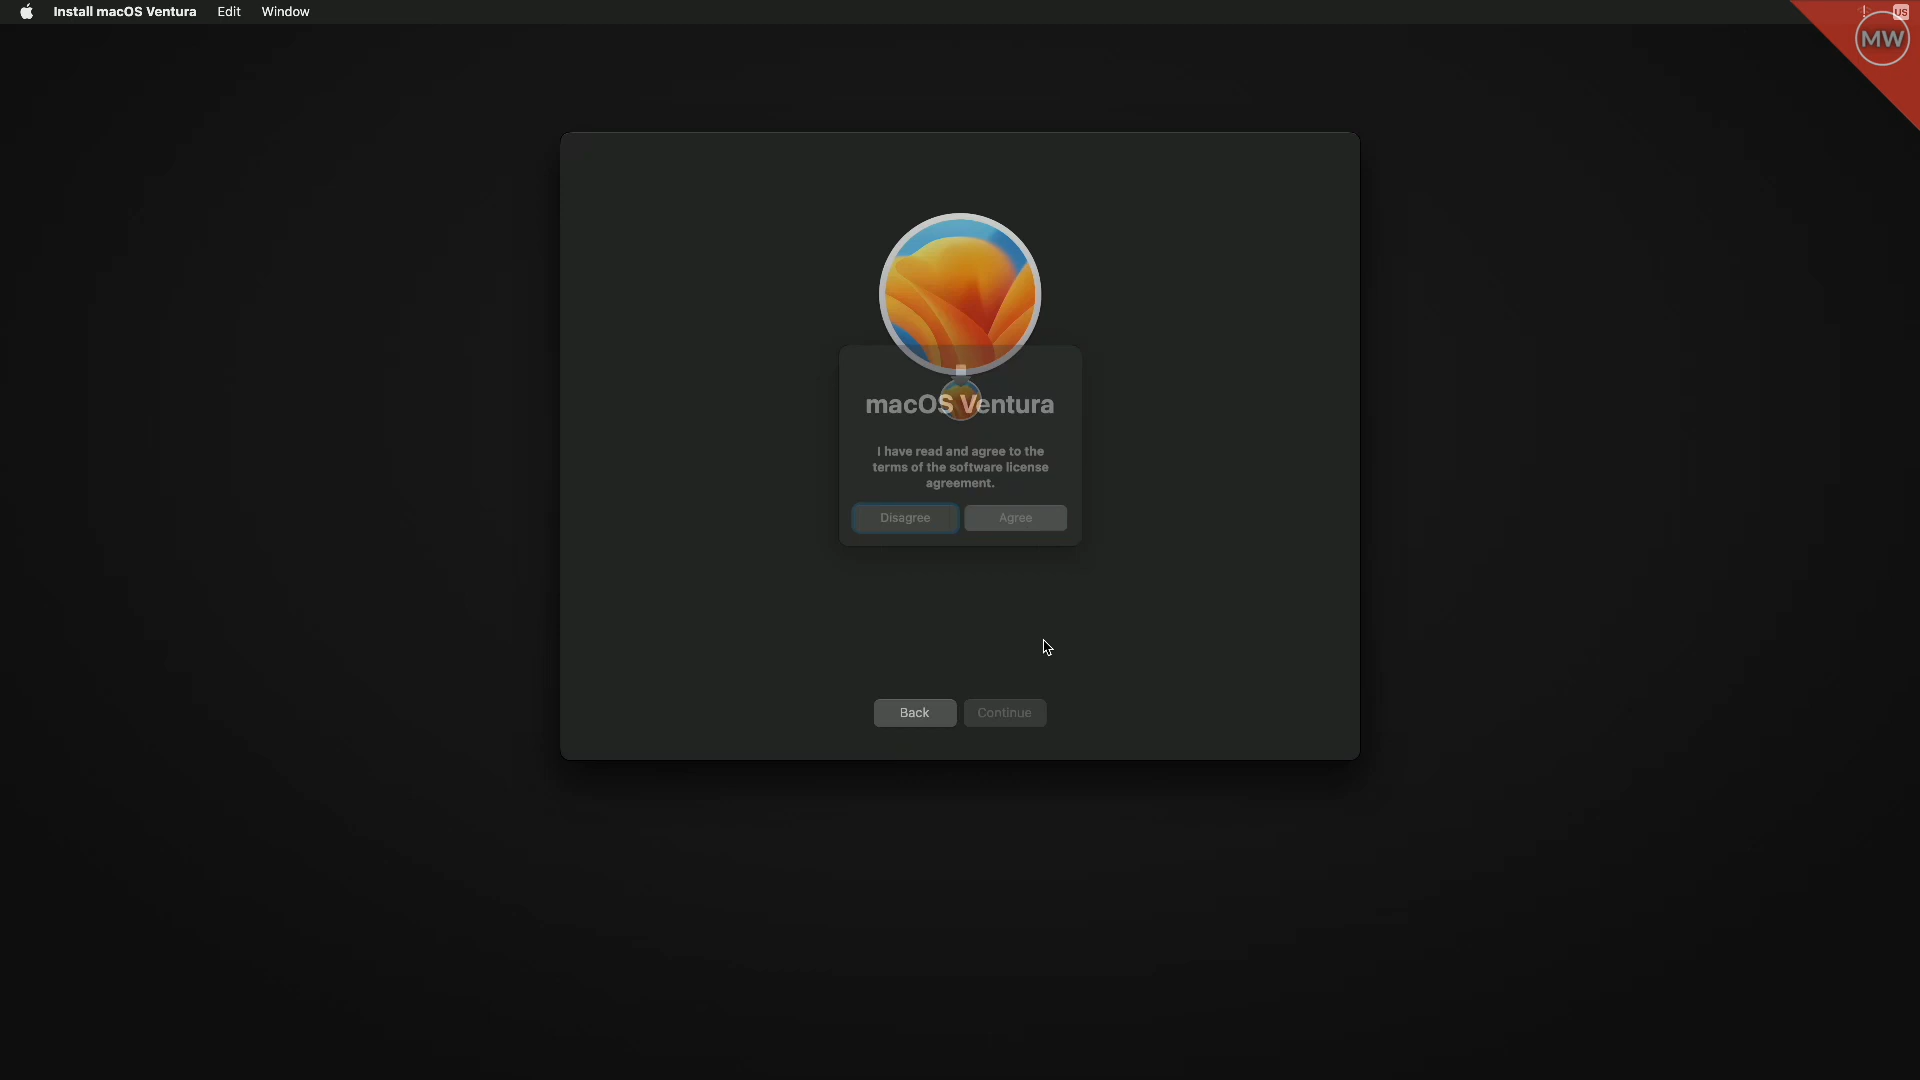 Install macOS Ventura Edit Window
US
MW
macOS Ventura
I have read and agree to the
terms of the software license
agreement.
Disagree Agree
Back Continue